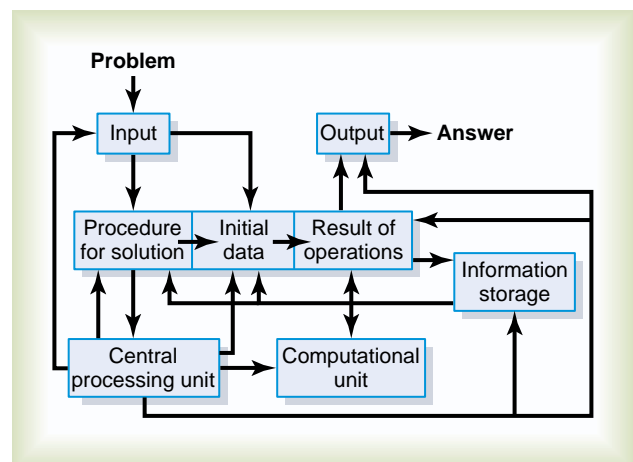 Problem
Input
Output
Answer
Procedure
for solution
Initial
data
Result of
operations
Information
storage
Central
processing unit
Computational
unit